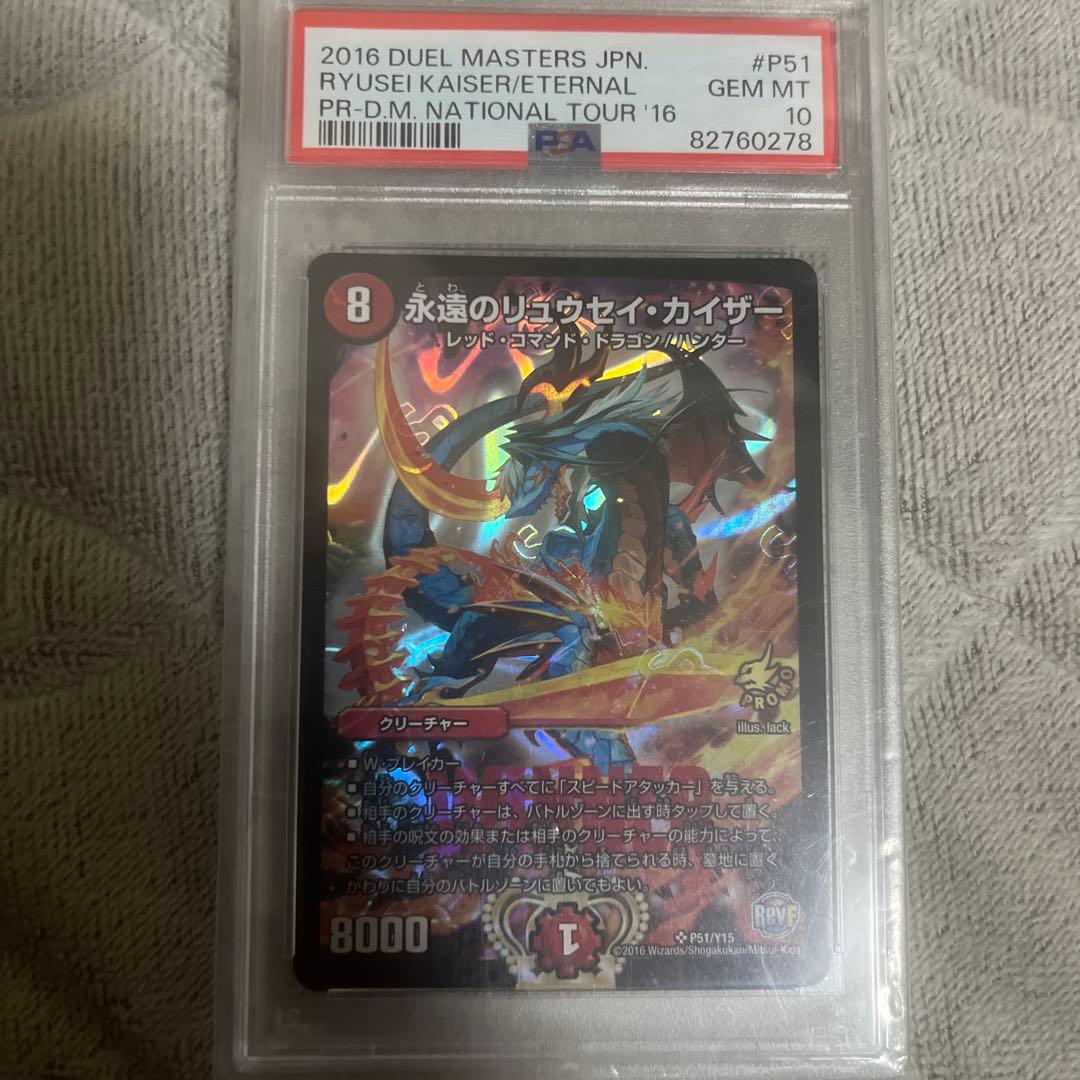 2016 DUEL MASTERS JPN. #P51
RYUSEI KAISER/ETERNAL GEM MT
PR-D.M. NATIONAL TOUR '16 10
PSA 82760278
8
とわ
永遠のリュウセイ・カイザー
レッド・コマンド・ドラゴン/ハンター
PROMO
illus. lack
クリーチャー
■ W・ブレイカー
■ 自分のクリーチャーすべてに「スピードアタッカー」を与える。
■ 相手のクリーチャーは、バトルゾーンに出す時タップして置く。
■ 相手の呪文の効果または相手のクリーチャーの能力によって、
このクリーチャーが自分の手札から捨てられる時、墓地に置く
かわりに自分のバトルゾーンに置いてもよい。
RevF
8000
1
P51/Y15
©2016 Wizards/Shogakukan/Mitsui-Kids